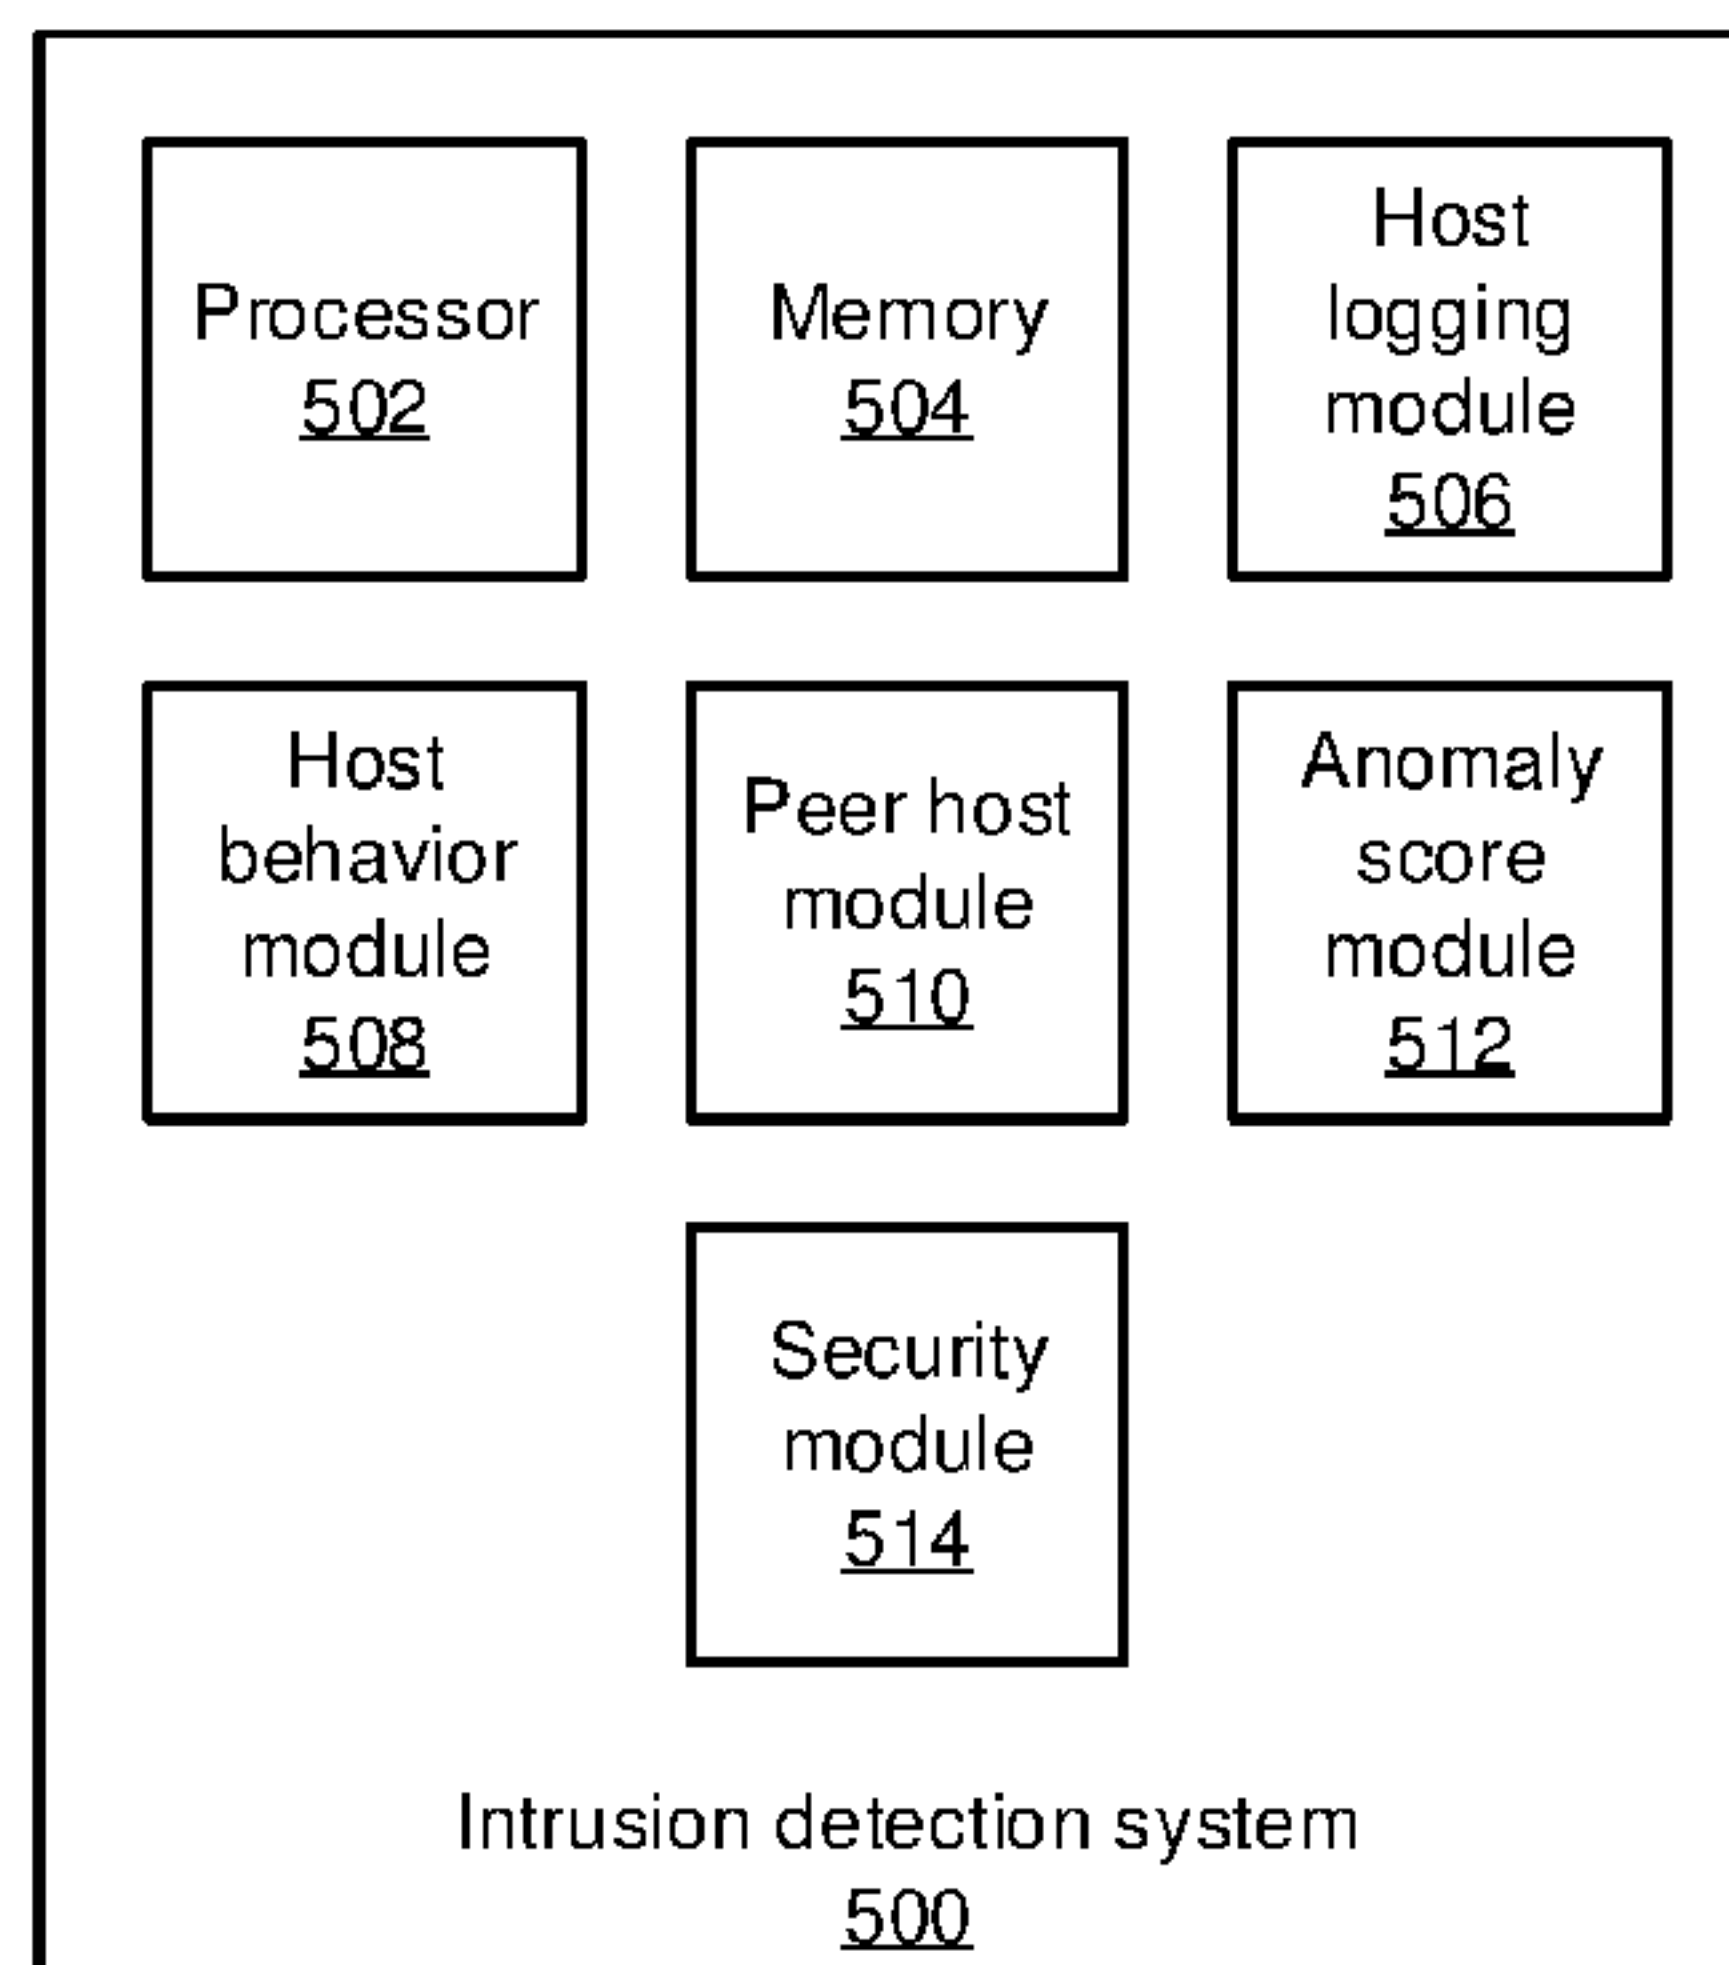 Processor
502
Memory
504
Host
logging
module
506
Host
behavior
module
508
Peer host
module
510
Anomaly
score
module
512
Security
module
514
Intrusion detection system
500